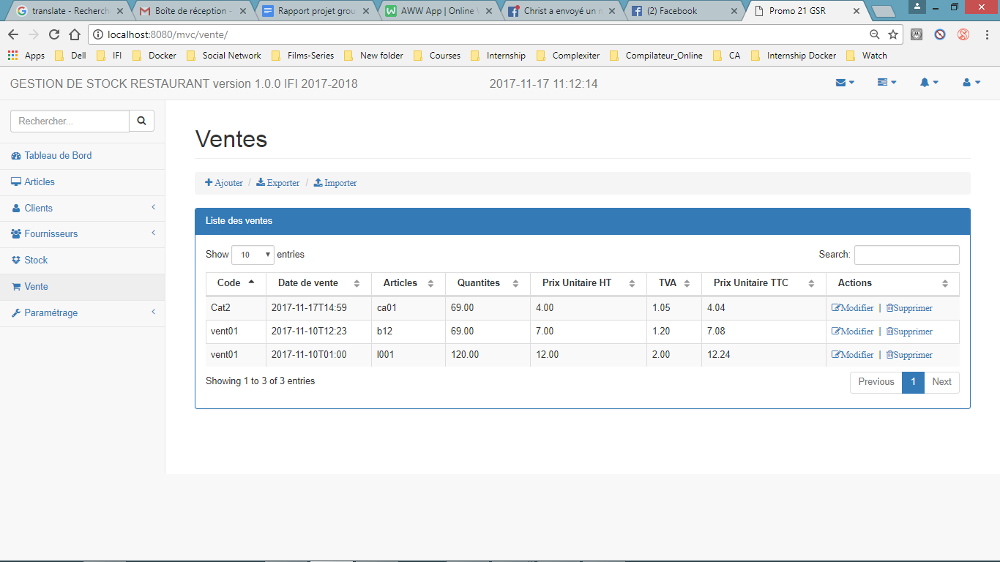 translate - Recherch
Boîte de réception -
Rapport projet grou
AWW App | Online
Christ a envoyé un
(2) Facebook
Promo 21 GSR
localhost:8080/mvc/vente/
Apps Dell IFI Docker Social Network Films-Series New folder Courses Internship Complexiter Compilateur_Online CA Internship Docker Watch
GESTION DE STOCK RESTAURANT version 1.0.0 IFI 2017-2018
2017-11-17 11:12:14
Rechercher...
Tableau de Bord
Articles
Clients
Fournisseurs
Stock
Vente
Paramétrage
Ventes
Ajouter / Exporter / Importer
Liste des ventes
Show 10 entries
Search:
Code Date de vente Articles Quantites Prix Unitaire HT TVA Prix Unitaire TTC Actions
Cat2 2017-11-17T14:59 ca01 69.00 4.00 1.05 4.04 Modifier | Supprimer
vent01 2017-11-10T12:23 b12 69.00 7.00 1.20 7.08 Modifier | Supprimer
vent01 2017-11-10T01:00 l001 120.00 12.00 2.00 12.24 Modifier | Supprimer
Showing 1 to 3 of 3 entries
Previous 1 Next